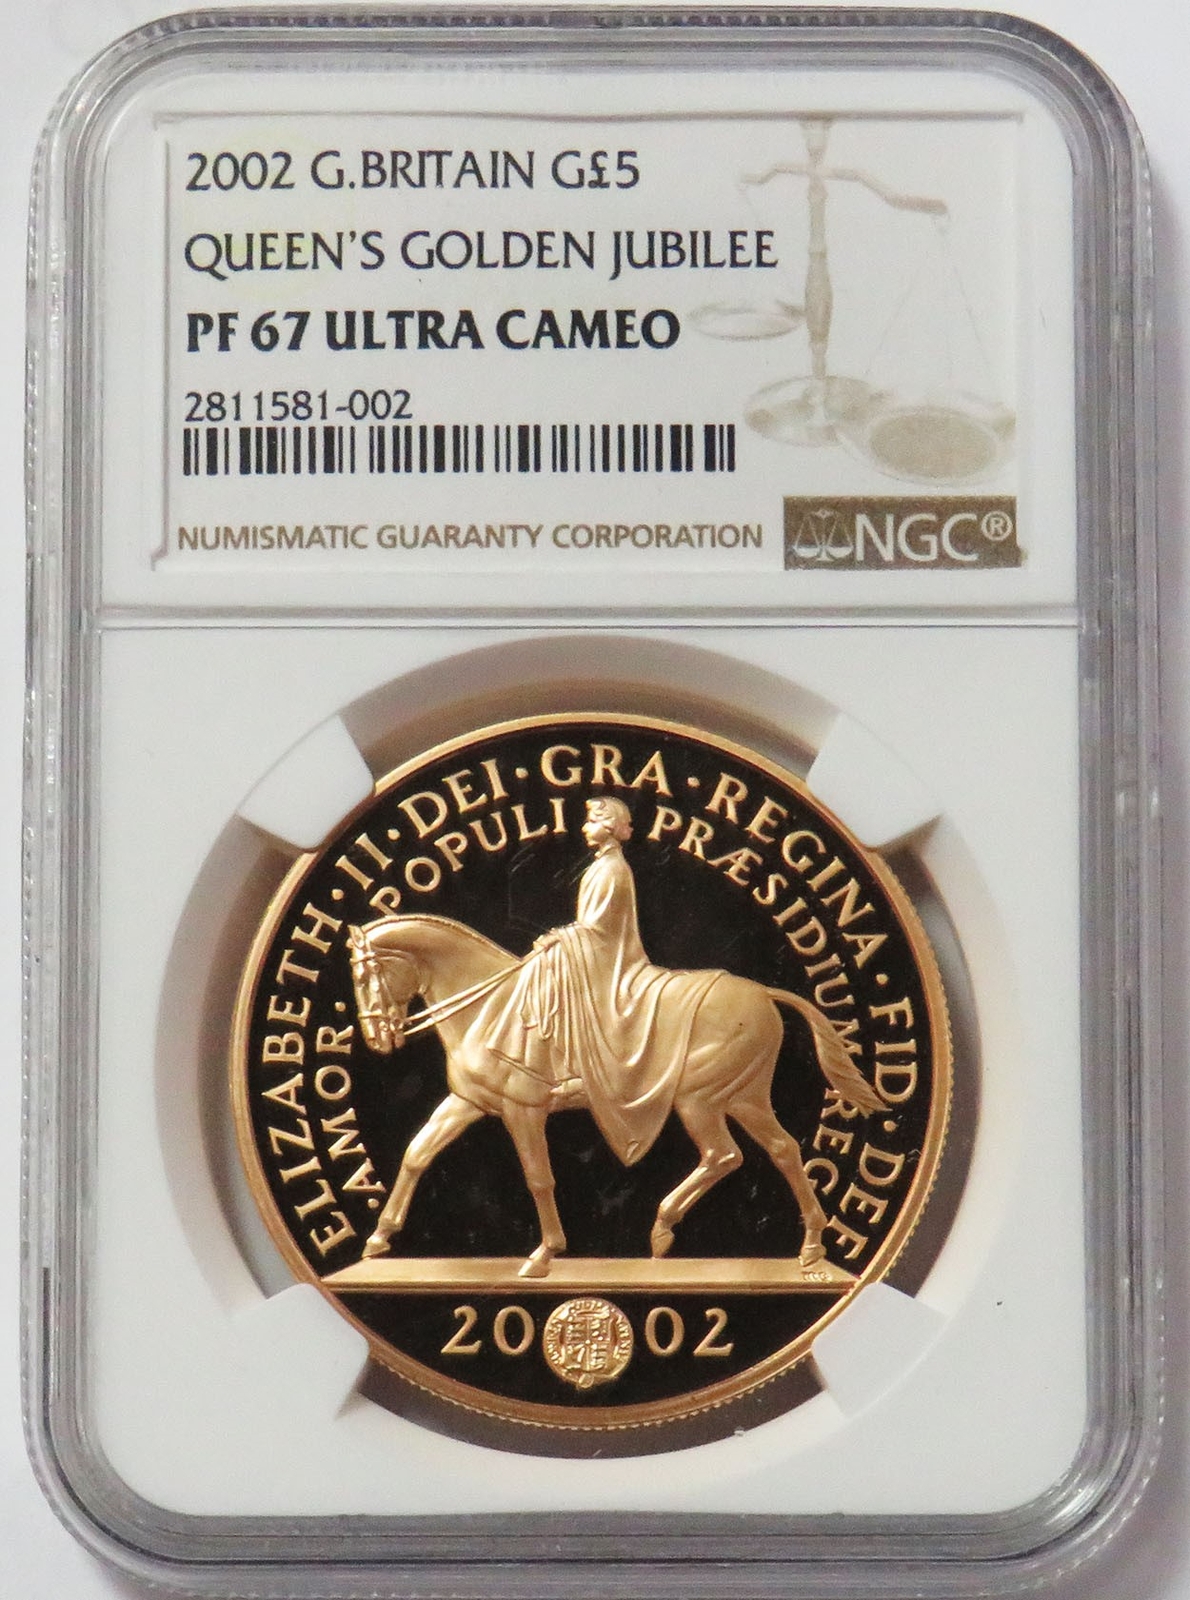 2002 G.BRITAIN G£5
QUEEN'S GOLDEN JUBILEE
PF 67 ULTRA CAMEO
2811581-002
NUMISMATIC GUARANTY CORPORATION
NGC®
ELIZABETH·II·DEI·GRA·REGINA·FID·DEF
·AMOR·POPULI PRÆSIDIUM REG
2002